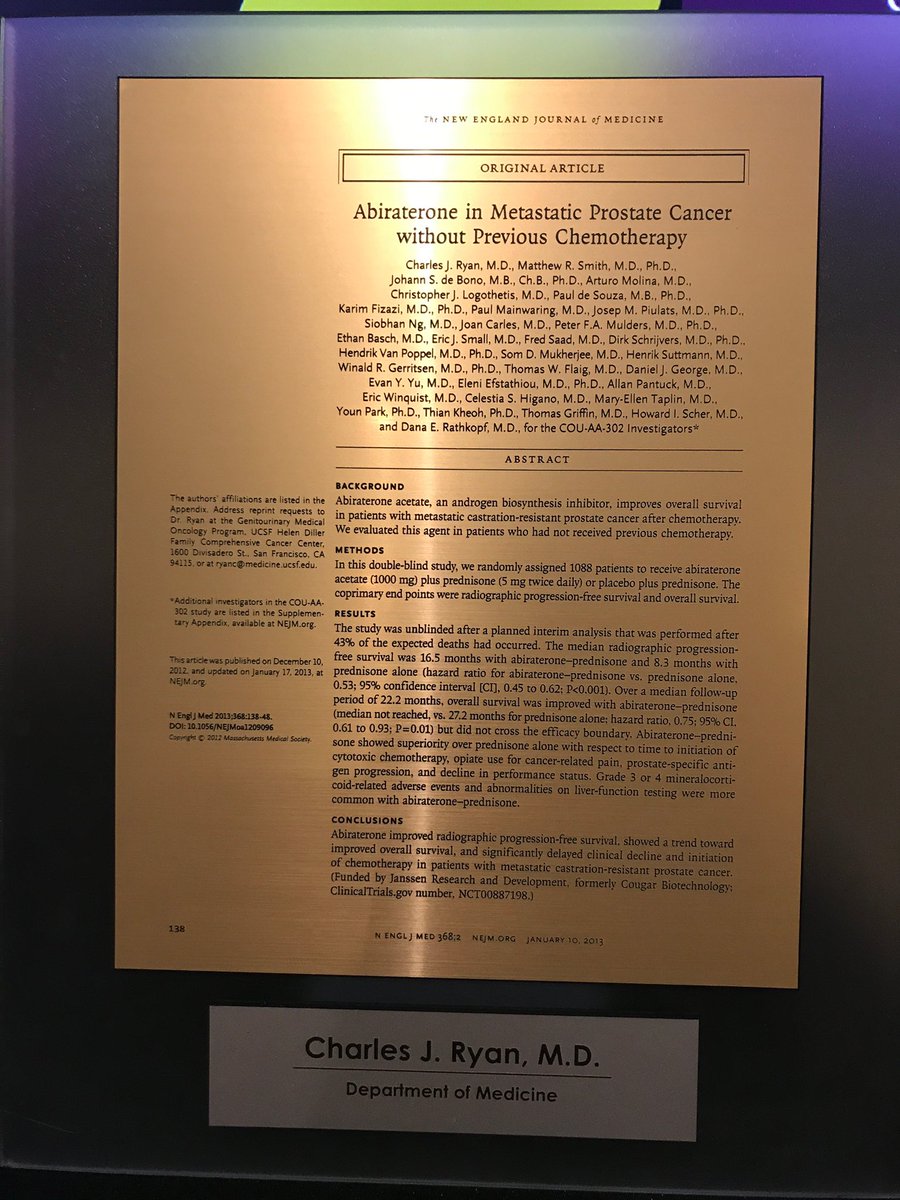 The NEW ENGLAND JOURNAL of MEDICINE
ORIGINAL ARTICLE
Abiraterone in Metastatic Prostate Cancer
without Previous Chemotherapy
Charles J. Ryan, M.D., Matthew R. Smith, M.D., Ph.D.,
Johann S. de Bono, M.B., Ch.B., Ph.D., Arturo Molina, M.D.,
Christopher J. Logothetis, M.D., Paul de Souza, M.B., Ph.D.,
Karim Fizazi, M.D., Ph.D., Paul Mainwaring, M.D., Josep M. Piulats, M.D., Ph.D.,
Siobhan Ng, M.D., Joan Carles, M.D., Peter F.A. Mulders, M.D., Ph.D.,
Ethan Basch, M.D., Eric J. Small, M.D., Fred Saad, M.D., Dirk Schrijvers, M.D., Ph.D.,
Hendrik Van Poppel, M.D., Ph.D., Som D. Mukherjee, M.D., Henrik Suttmann, M.D.,
Winald R. Gerritsen, M.D., Ph.D., Thomas W. Flaig, M.D., Daniel J. George, M.D.,
Evan Y. Yu, M.D., Eleni Efstathiou, M.D., Ph.D., Allan Pantuck, M.D.,
Eric Winquist, M.D., Celestia S. Higano, M.D., Mary-Ellen Taplin, M.D.,
Youn Park, Ph.D., Thian Kheoh, Ph.D., Thomas Griffin, M.D., Howard I. Scher, M.D.,
and Dana E. Rathkopf, M.D., for the COU-AA-302 Investigators*
ABSTRACT
The authors' affiliations are listed in the
Appendix. Address reprint requests to
Dr. Ryan at the Genitourinary Medical
Oncology Program, UCSF Helen Diller
Family Comprehensive Cancer Center,
1600 Divisadero St., San Francisco, CA
94115, or at ryanc@medicine.ucsf.edu.
*Additional investigators in the COU-AA-
302 study are listed in the Supplemen-
tary Appendix, available at NEJM.org.
This article was published on December 10,
2012, and updated on January 17, 2013, at
NEJM.org.
N Engl J Med 2013;368:138-48.
DOI: 10.1056/NEJMoa1209096
Copyright © 2012 Massachusetts Medical Society.
BACKGROUND
Abiraterone acetate, an androgen biosynthesis inhibitor, improves overall survival
in patients with metastatic castration-resistant prostate cancer after chemotherapy.
We evaluated this agent in patients who had not received previous chemotherapy.
METHODS
In this double-blind study, we randomly assigned 1088 patients to receive abiraterone
acetate (1000 mg) plus prednisone (5 mg twice daily) or placebo plus prednisone. The
coprimary end points were radiographic progression-free survival and overall survival.
RESULTS
The study was unblinded after a planned interim analysis that was performed after
43% of the expected deaths had occurred. The median radiographic progression-
free survival was 16.5 months with abiraterone–prednisone and 8.3 months with
prednisone alone (hazard ratio for abiraterone–prednisone vs. prednisone alone,
0.53; 95% confidence interval [CI], 0.45 to 0.62; P<0.001). Over a median follow-up
period of 22.2 months, overall survival was improved with abiraterone–prednisone
(median not reached, vs. 27.2 months for prednisone alone; hazard ratio, 0.75; 95% CI,
0.61 to 0.93; P=0.01) but did not cross the efficacy boundary. Abiraterone–predni-
sone showed superiority over prednisone alone with respect to time to initiation of
cytotoxic chemotherapy, opiate use for cancer-related pain, prostate-specific anti-
gen progression, and decline in performance status. Grade 3 or 4 mineralocorti-
coid-related adverse events and abnormalities on liver-function testing were more
common with abiraterone–prednisone.
CONCLUSIONS
Abiraterone improved radiographic progression-free survival, showed a trend toward
improved overall survival, and significantly delayed clinical decline and initiation
of chemotherapy in patients with metastatic castration-resistant prostate cancer.
(Funded by Janssen Research and Development, formerly Cougar Biotechnology;
ClinicalTrials.gov number, NCT00887198.)
138
N ENGL J MED 368;2 NEJM.ORG JANUARY 10, 2013
Charles J. Ryan, M.D.
Department of Medicine